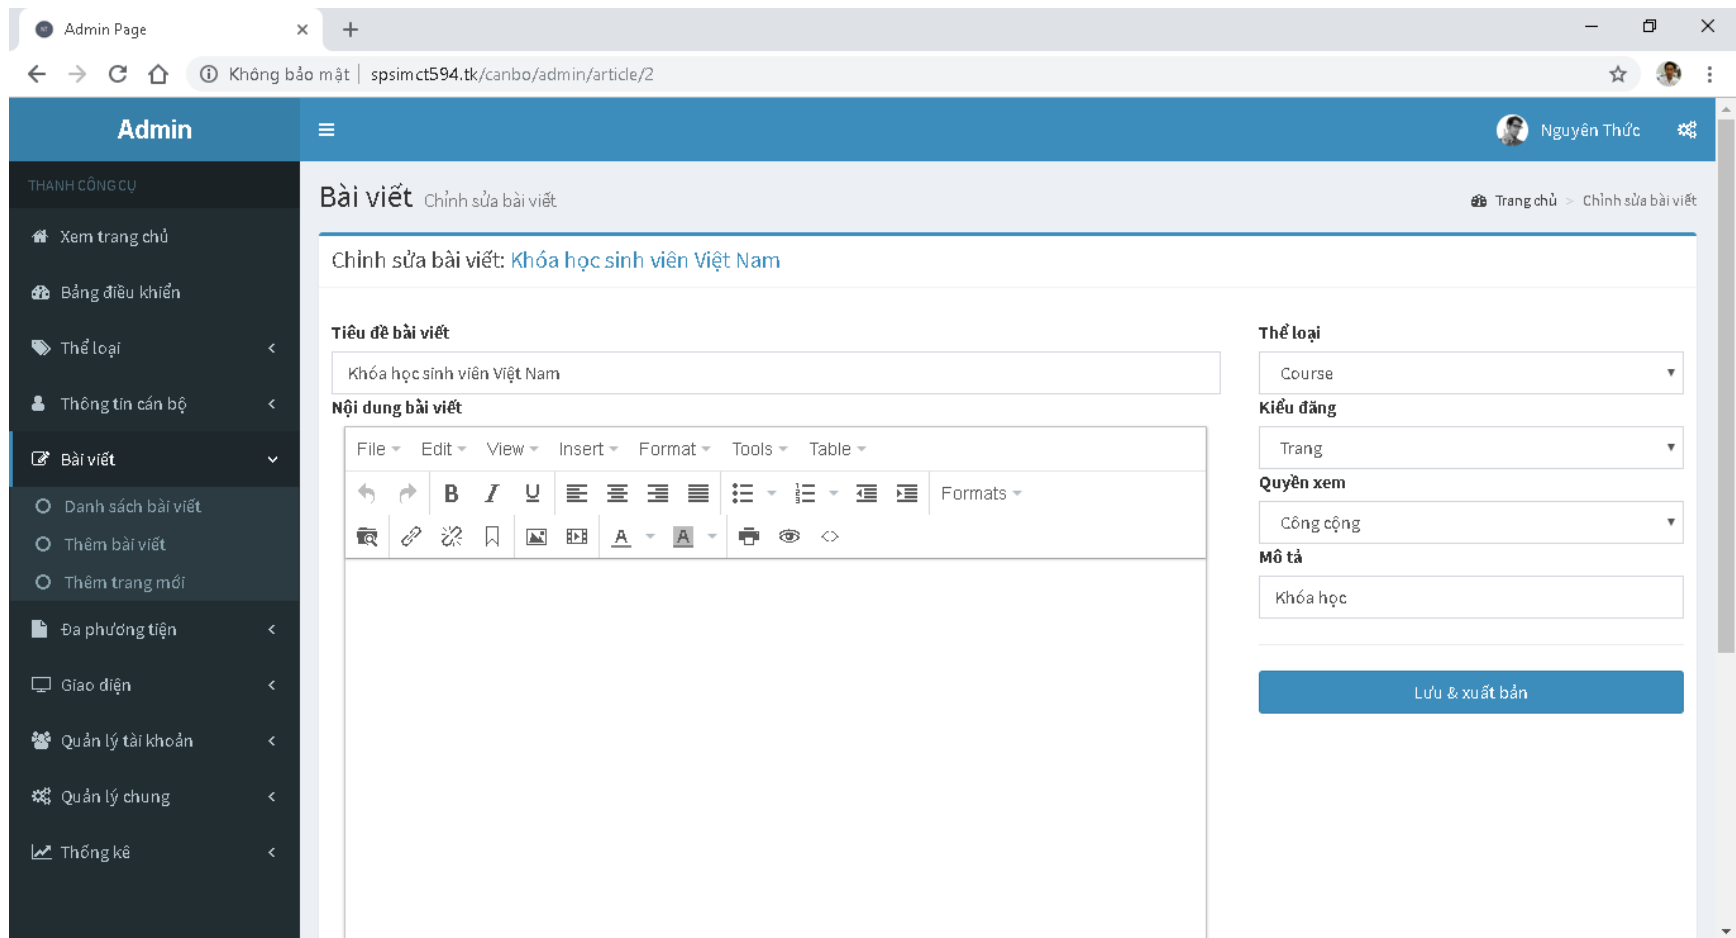 Admin Page
Không bảo mật | spsimct594.tk/canbo/admin/article/2
Admin
Nguyên Thức
THANH CÔNG CỤ
Xem trang chủ
Bảng điều khiển
Thể loại
Thông tin cán bộ
Bài viết
Danh sách bài viết
Thêm bài viết
Thêm trang mới
Đa phương tiện
Giao diện
Quản lý tài khoản
Quản lý chung
Thống kê
Bài viết Chỉnh sửa bài viết
Trang chủ > Chỉnh sửa bài viết
Chỉnh sửa bài viết: Khóa học sinh viên Việt Nam
Tiêu đề bài viết
Khóa học sinh viên Việt Nam
Nội dung bài viết
File Edit View Insert Format Tools Table
Formats
Thể loại
Course
Kiểu đăng
Trang
Quyền xem
Công cộng
Mô tả
Khóa học
Lưu & xuất bản